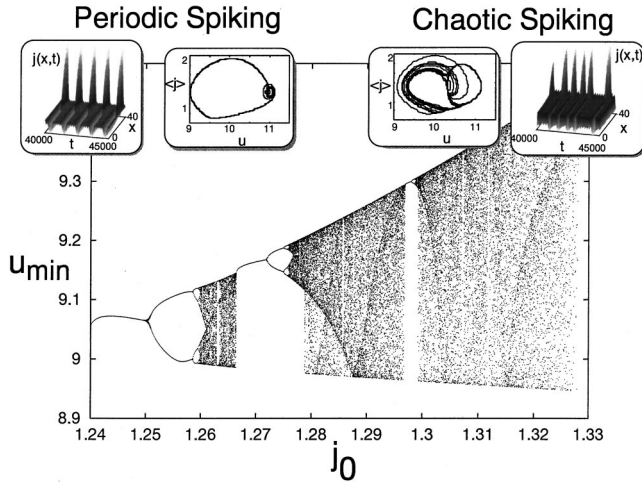 Periodic Spiking
Chaotic Spiking
j(x,t)
40
x
0
40000
t
45000
2
<j>
1
9
10
11
u
2
<j>
1
9
10
11
u
j(x,t)
40
x
0
40000
t
45000
9.3
9.2
u_min
9.1
9
8.9
1.24
1.25
1.26
1.27
1.28
1.29
1.3
1.31
1.32
1.33
j_0